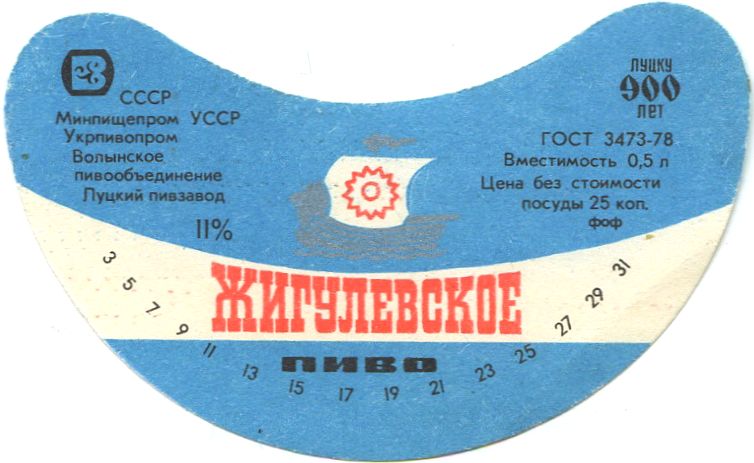 СССР
Минпищепром УССР
Укрпивопром
Волынское
пивообъединение
Луцкий пивзавод
11%
ЛУЦКУ
900
ЛЕТ
ГОСТ 3473-78
Вместимость 0,5 л
Цена без стоимости
посуды 25 коп.
фоф
ЖИГУЛЕВСКОЕ
пиво
3 5 7 9 11 13 15 17 19 21 23 25 27 29 31